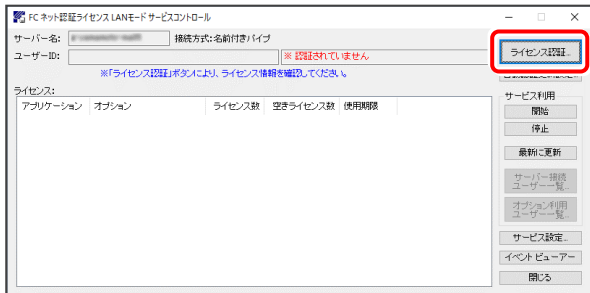 FC ネット認証ライセンス LANモード サービスコントロール
サーバー名:
接続方式:名前付きパイプ
ユーザーID:
※ 認証されていません
ライセンス認証...
※「ライセンス認証」ボタンにより、ライセンス情報を確認してください。
ライセンス:
アプリケーション オプション ライセンス数 空きライセンス数 使用期限
サービス利用
開始
停止
最新に更新
サーバー接続
ユーザー一覧...
オプション利用
ユーザー一覧...
サービス設定...
イベント ビューアー
閉じる